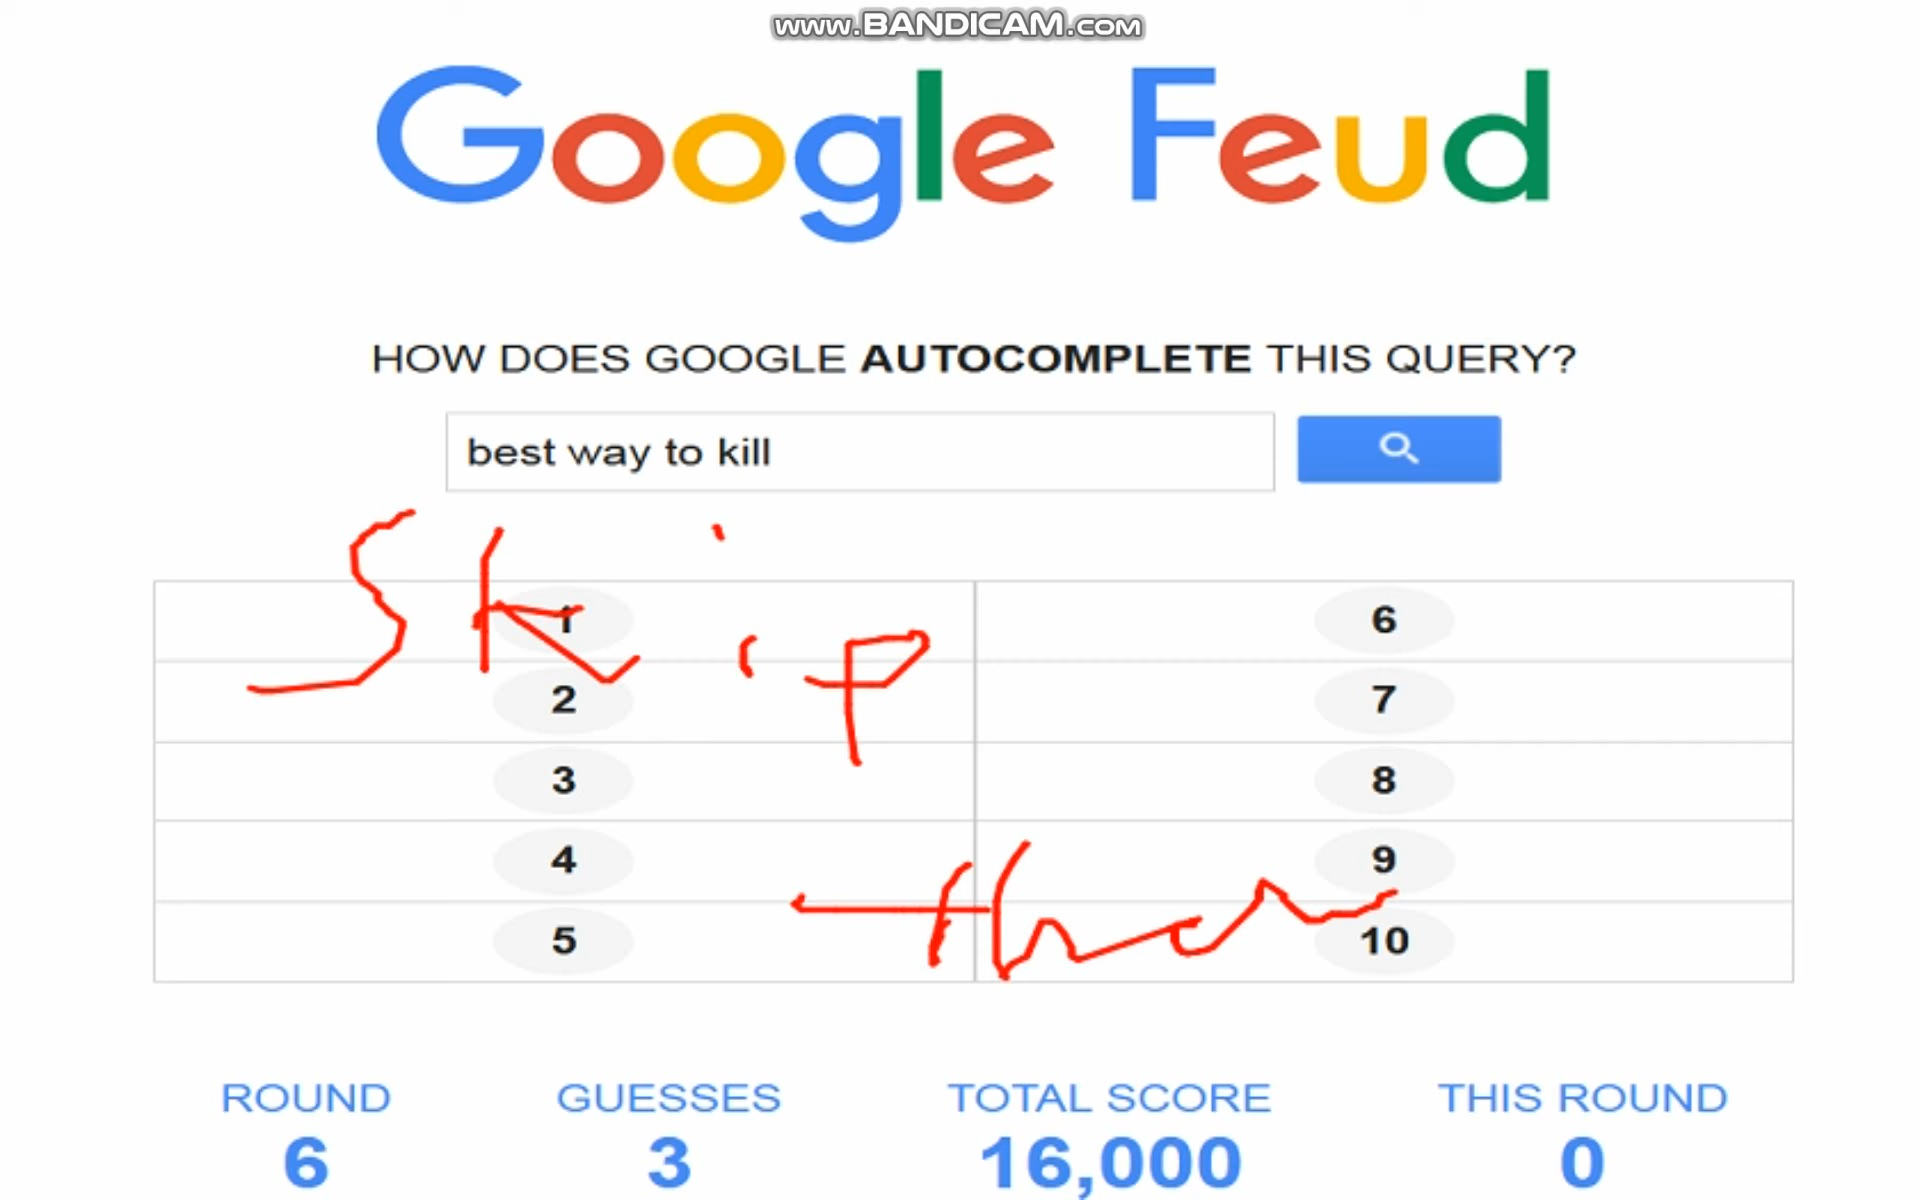 www.BANDICAM.com
Google Feud
HOW DOES GOOGLE AUTOCOMPLETE THIS QUERY?
best way to kill
Skip
1 6
2 7
3 8
4 9
5 10
ROUND GUESSES TOTAL SCORE THIS ROUND
6 3 16,000 0